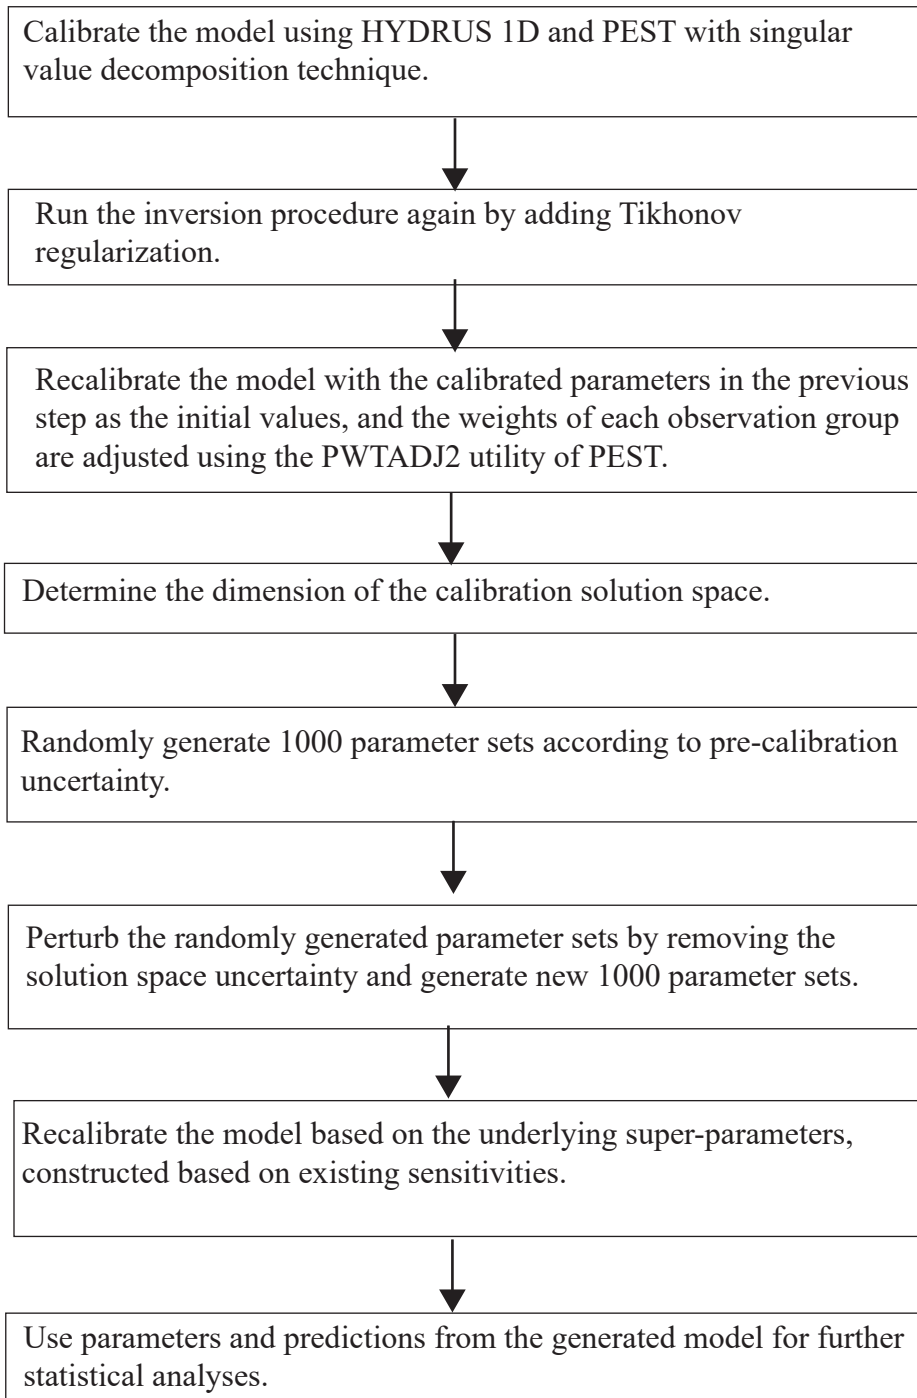 Calibrate the model using HYDRUS 1D and PEST with singular
value decomposition technique.
Run the inversion procedure again by adding Tikhonov
regularization.
Recalibrate the model with the calibrated parameters in the previous
step as the initial values, and the weights of each observation group
are adjusted using the PWTADJ2 utility of PEST.
Determine the dimension of the calibration solution space.
Randomly generate 1000 parameter sets according to pre-calibration
uncertainty.
Perturb the randomly generated parameter sets by removing the
solution space uncertainty and generate new 1000 parameter sets.
Recalibrate the model based on the underlying super-parameters,
constructed based on existing sensitivities.
Use parameters and predictions from the generated model for further
statistical analyses.